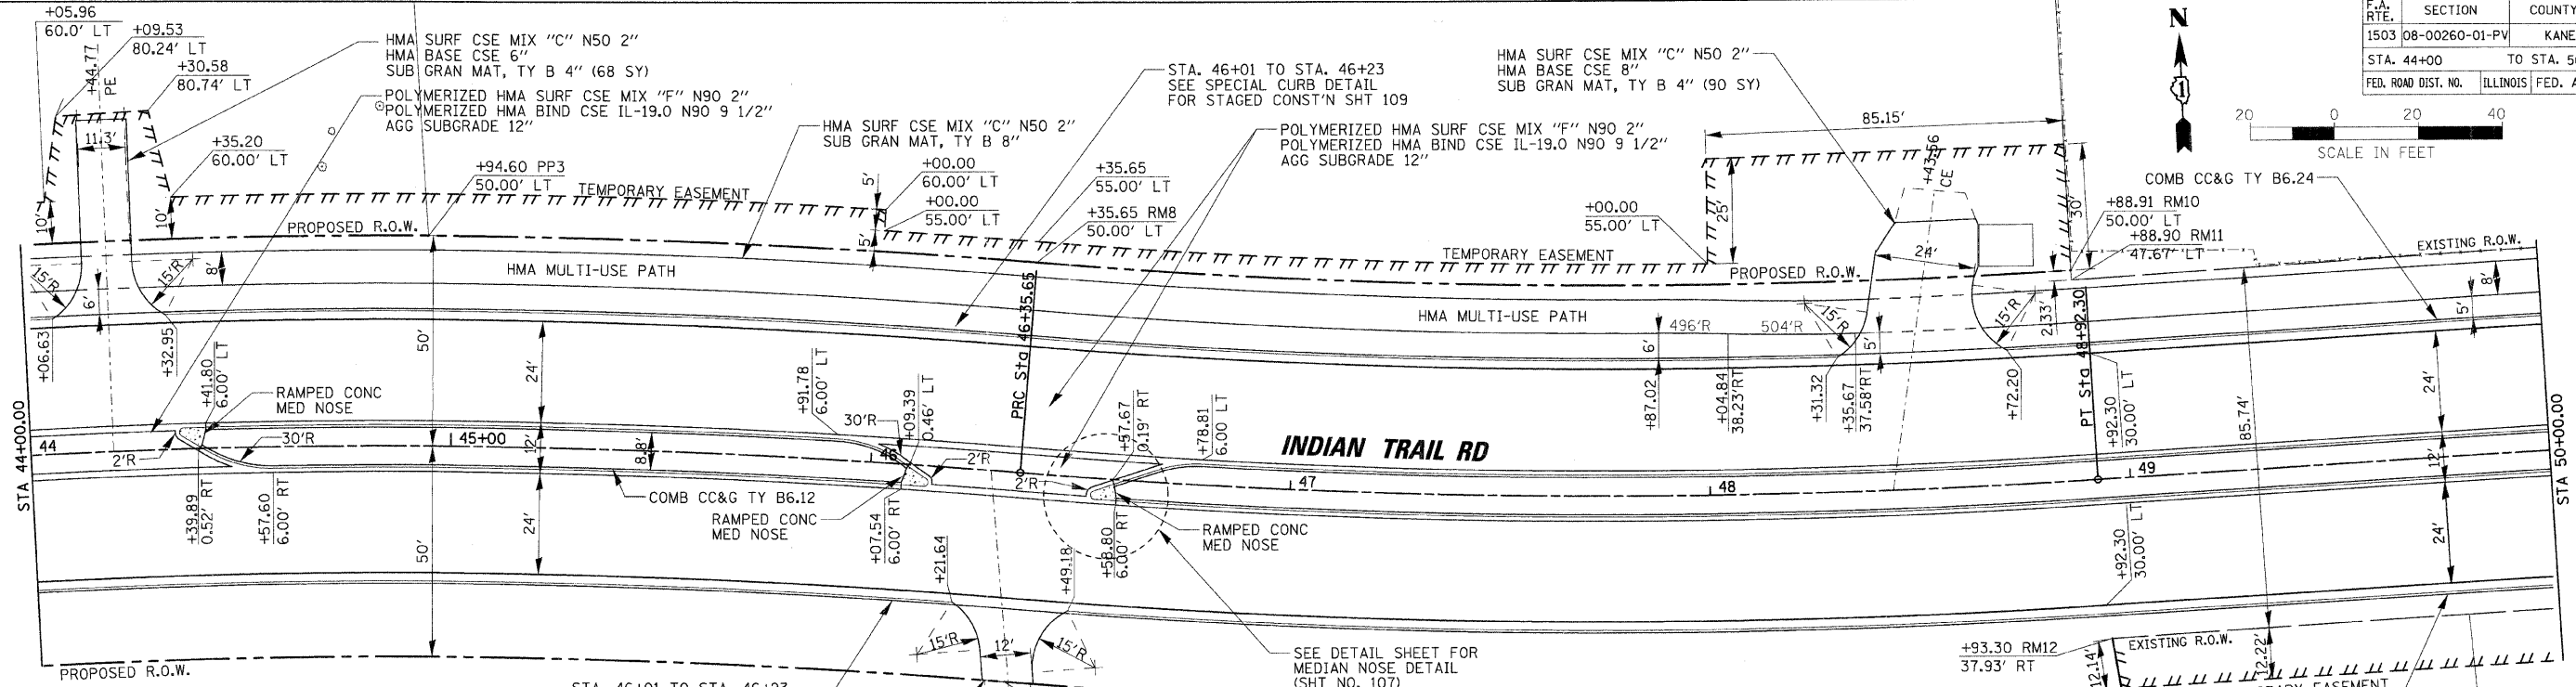 +05.96
60.0' LT
+09.53
80.24' LT
+44.77
PE
+30.58
80.74' LT
11.3'
+35.20
60.00' LT
HMA SURF CSE MIX "C" N50 2"
HMA BASE CSE 6"
SUB GRAN MAT, TY B 4" (68 SY)
POLYMERIZED HMA SURF CSE MIX "F" N90 2"
POLYMERIZED HMA BIND CSE IL-19.0 N90 9 1/2"
AGG SUBGRADE 12"
+94.60 PP3
50.00' LT
TEMPORARY EASEMENT
HMA SURF CSE MIX "C" N50 2"
SUB GRAN MAT, TY B 8"
+00.00
60.00' LT
+00.00
55.00' LT
5'
5'
STA. 46+01 TO STA. 46+23
SEE SPECIAL CURB DETAIL
FOR STAGED CONST'N SHT 109
+35.65
55.00' LT
+35.65 RM8
50.00' LT
POLYMERIZED HMA SURF CSE MIX "F" N90 2"
POLYMERIZED HMA BIND CSE IL-19.0 N90 9 1/2"
AGG SUBGRADE 12"
HMA SURF CSE MIX "C" N50 2"
HMA BASE CSE 8"
SUB GRAN MAT, TY B 4" (90 SY)
+00.00
55.00' LT
TEMPORARY EASEMENT
85.15'
25'
+43.56
CE
24'
30'
N
1
F.A.
RTE.
SECTION
COUNTY
1503
08-00260-01-PV
KANE
STA. 44+00
TO STA. 5
FED. ROAD DIST. NO.
ILLINOIS
FED. A
20
0
20
40
SCALE IN FEET
COMB CC&G TY B6.24
+88.91 RM10
50.00' LT
+88.90 RM11
47.67' LT
EXISTING R.O.W.
10'
10'
PROPOSED R.O.W.
PROPOSED R.O.W.
15'R
15'R
6'
8'
HMA MULTI-USE PATH
HMA MULTI-USE PATH
496'R
504'R
15'R
15'R
2.33'
8'
5'
+06.63
+32.95
+41.80
6.00' LT
RAMPED CONC
MED NOSE
50'
24'
+91.78
6.00' LT
30'R
+09.39
0.46' LT
PRC Sta 46+35.65
+57.67
0.19' RT
+78.81
6.00 LT
INDIAN TRAIL RD
6'
+87.02
+04.84
38.23'RT
+31.32
+35.67
37.58'RT
5'
+72.20
PT Sta 48+92.30
+92.30
30.00' LT
85.74'
24'
STA 44+00.00
STA 50+00.00
44
2'R
30'R
45+00
12'
8.8'
46
2'R
2'R
47
48
49
12'
+39.89
0.52' RT
+57.60
6.00' RT
50'
24'
COMB CC&G TY B6.12
RAMPED CONC
MED NOSE
+07.54
6.00' RT
+21.64
+49.18
+58.80
6.00' RT
RAMPED CONC
MED NOSE
+92.30
30.00' LT
24'
15'R
12'
15'R
SEE DETAIL SHEET FOR
MEDIAN NOSE DETAIL
(SHT NO. 107)
+93.30 RM12
37.93' RT
12.14'
EXISTING R.O.W.
12.22'
PROPOSED R.O.W.
STA. 46+01 TO STA. 46+23
EASEMENT